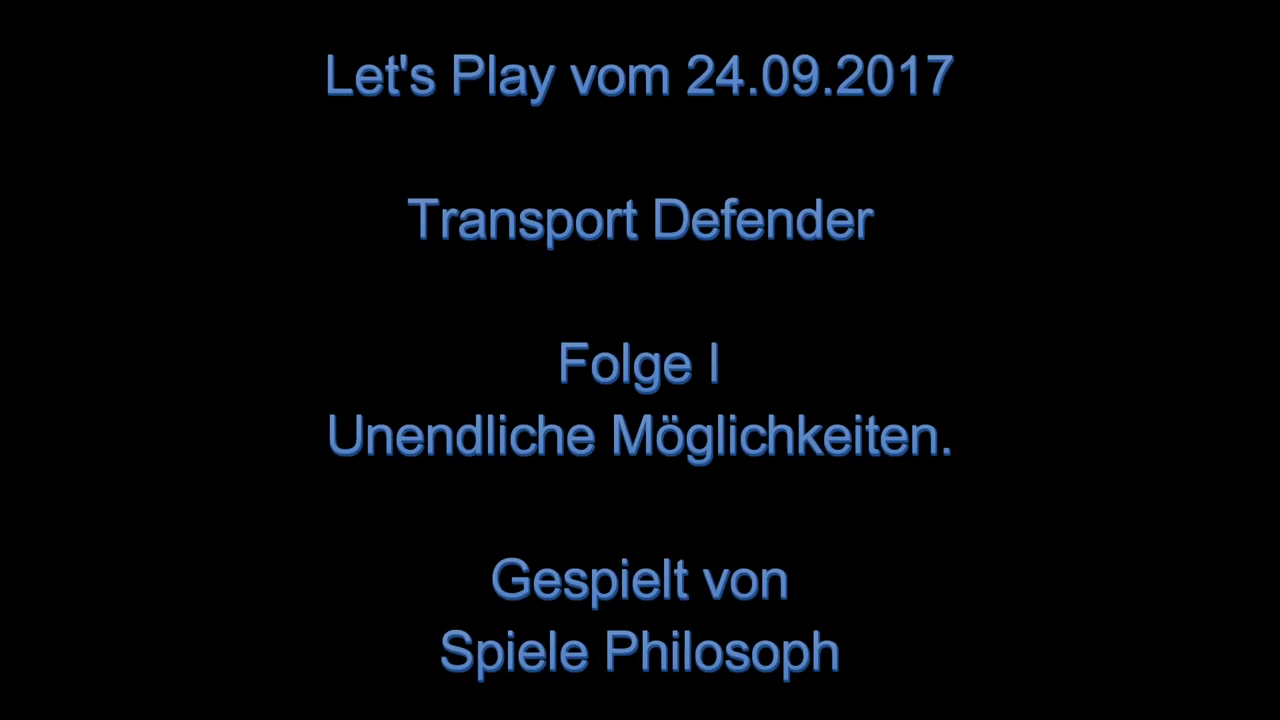 Let's Play vom 24.09.2017
Transport Defender
Folge I
Unendliche Möglichkeiten.
Gespielt von
Spiele Philosoph